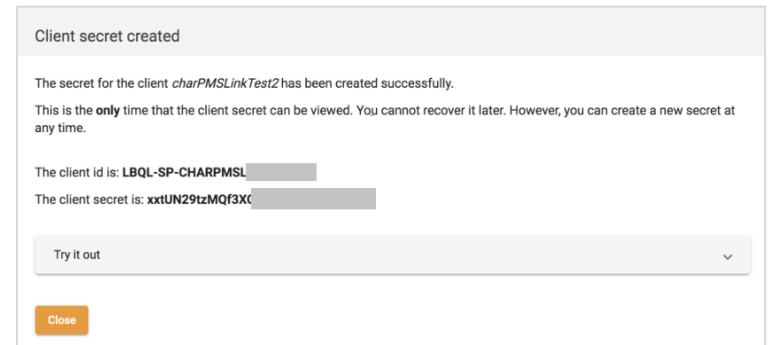 Client secret created
The secret for the client charPMSLinkTest2 has been created successfully.
This is the only time that the client secret can be viewed. You cannot recover it later. However, you can create a new secret at
any time.
The client id is: LBQL-SP-CHARPMSL
The client secret is: xxtUN29tzMQf3X
Try it out
Close